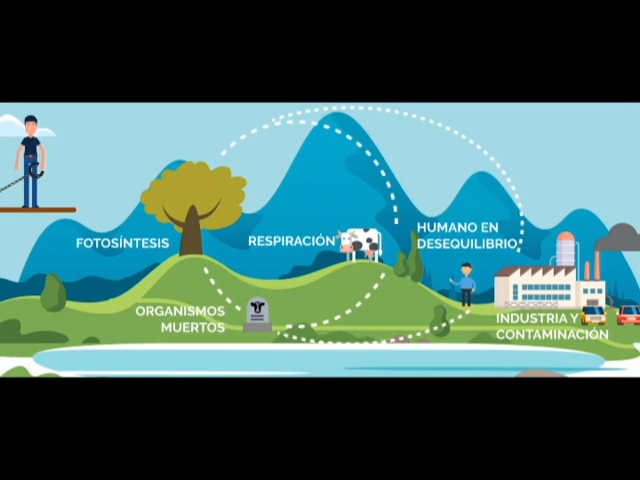 FOTOSÍNTESIS
RESPIRACIÓN
HUMANO EN
DESEQUILIBRIO
ORGANISMOS
MUERTOS
INDUSTRIA Y
CONTAMINACIÓN